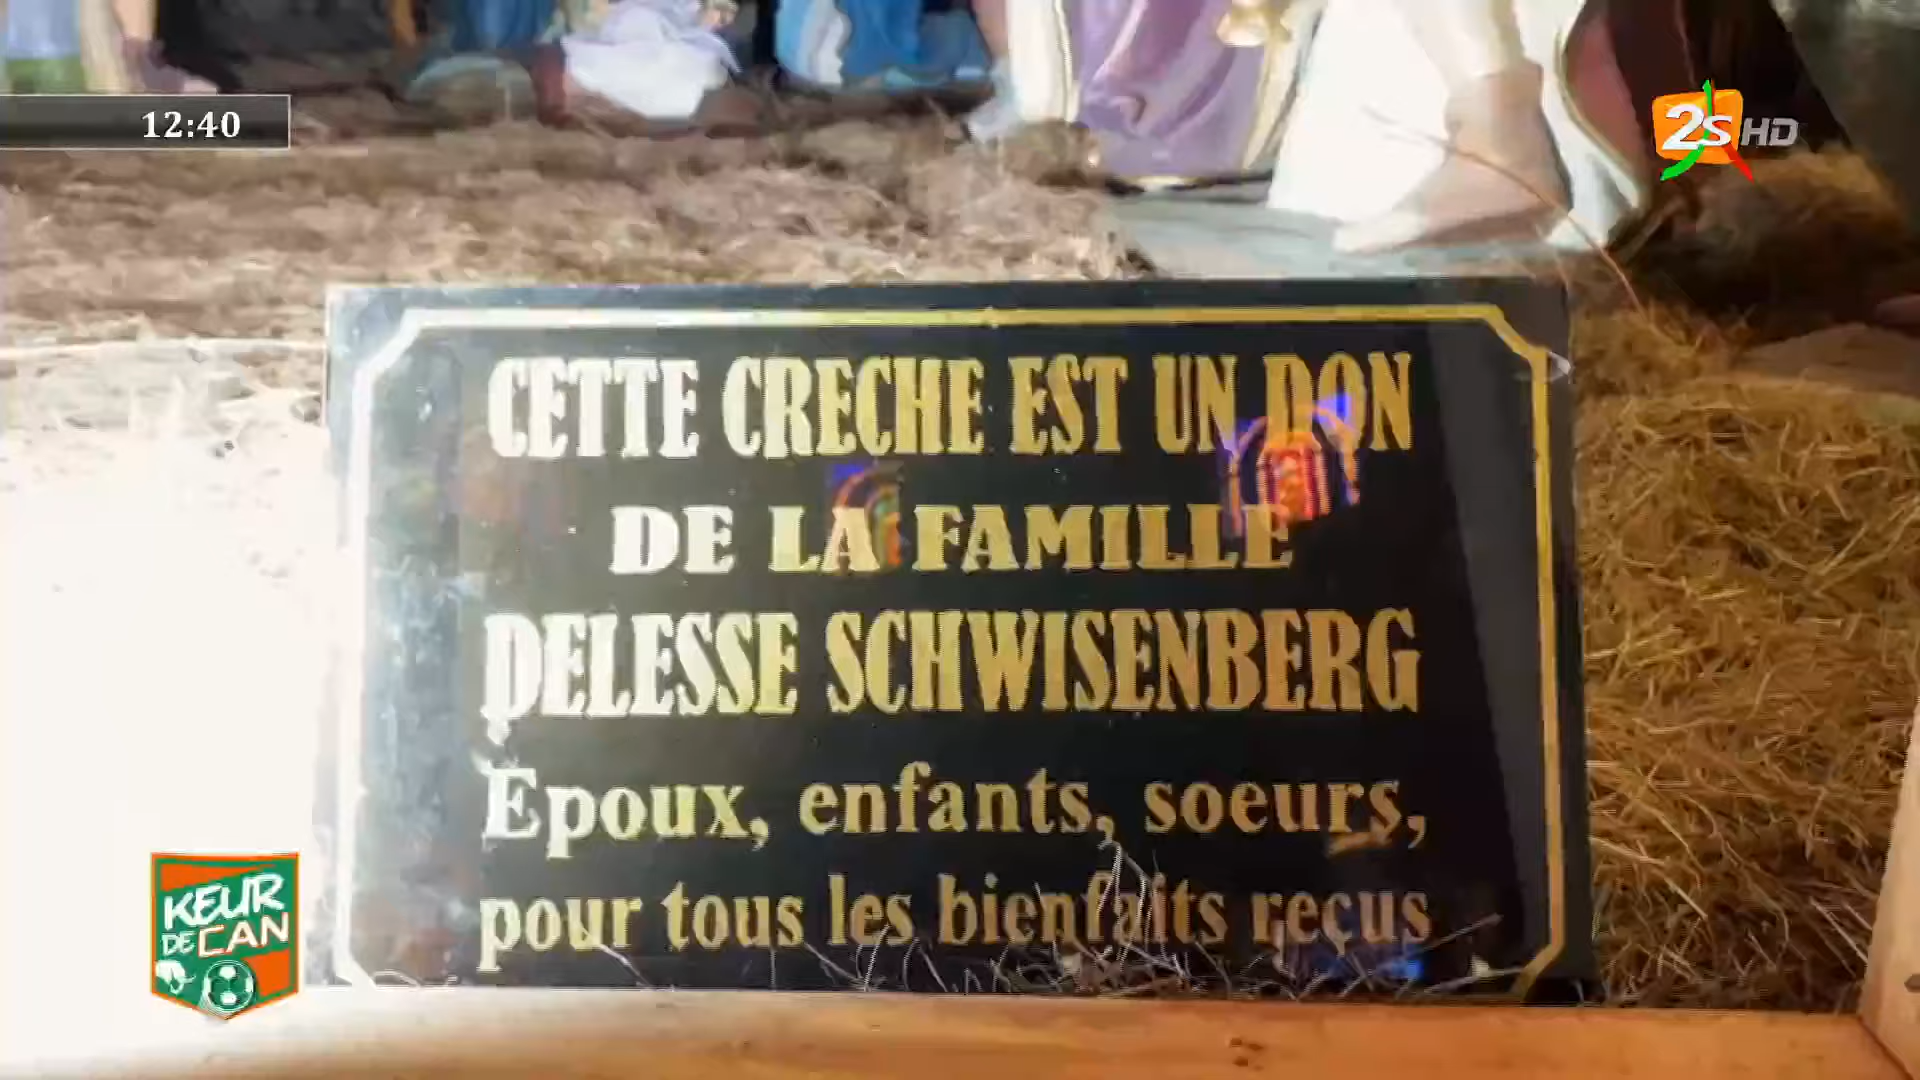 12:40
2S HD
CETTE CRECHE EST UN DON
DE LA FAMILLE
DELESSE SCHWISENBERG
Epoux, enfants, soeurs,
pour tous les bienfaits reçus
KEUR
DE CAN